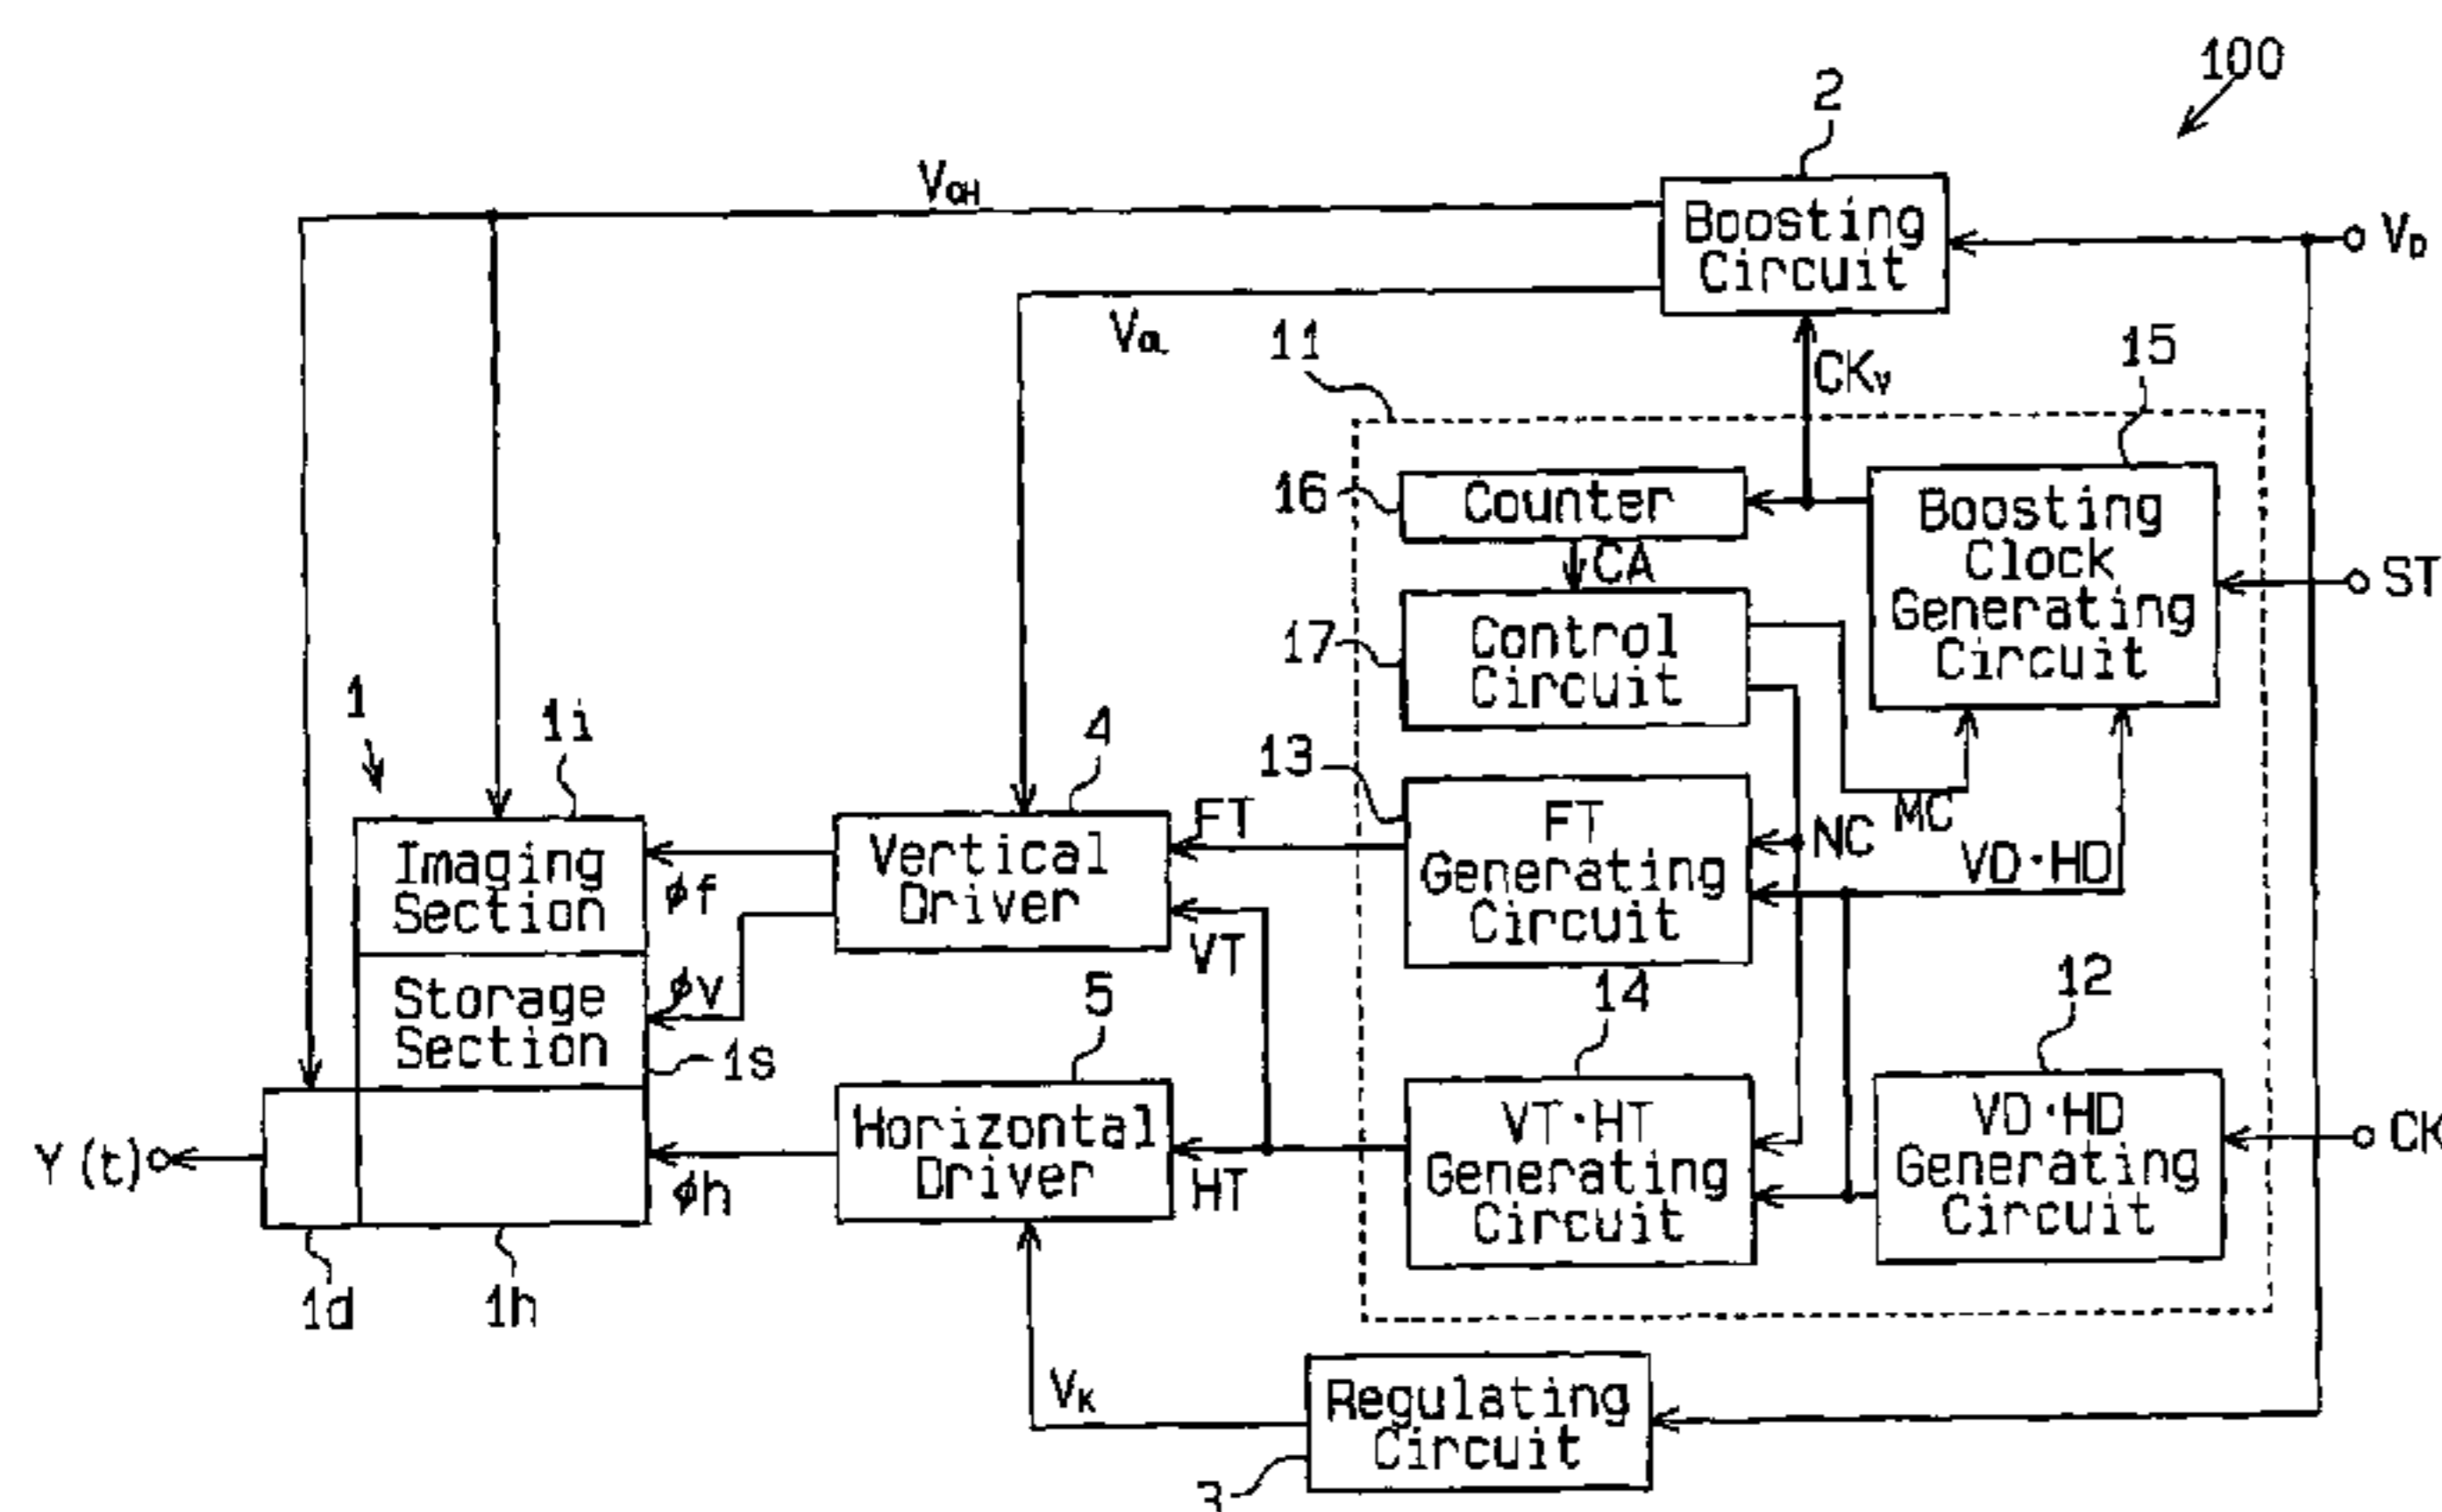 100
2
VOH
Boosting
Circuit
VD
VOL
11
CKV
15
16
Counter
Boosting
Clock
Generating
Circuit
CA
ST
17
Control
Circuit
1
1i
4
13
FT
MC
NC
VD·HD
Imaging
Section
φf
Vertical
Driver
FT
Generating
Circuit
VT
Storage
Section
φv
1s
5
14
12
Horizontal
Driver
VT·HT
Generating
Circuit
VD·HD
Generating
Circuit
CK
Y(t)
φh
HT
1d
1h
VK
Regulating
Circuit
3